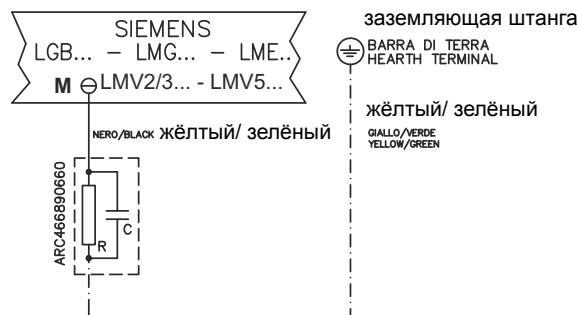 SIEMENS
LGB... – LMG... – LME..
M LMV2/3... - LMV5...
NERO/BLACK жёлтый/ зелёный
ARC466890660
R
C
заземляющая штанга
BARRA DI TERRA
HEARTH TERMINAL
жёлтый/ зелёный
GIALLO/VERDE
YELLOW/GREEN